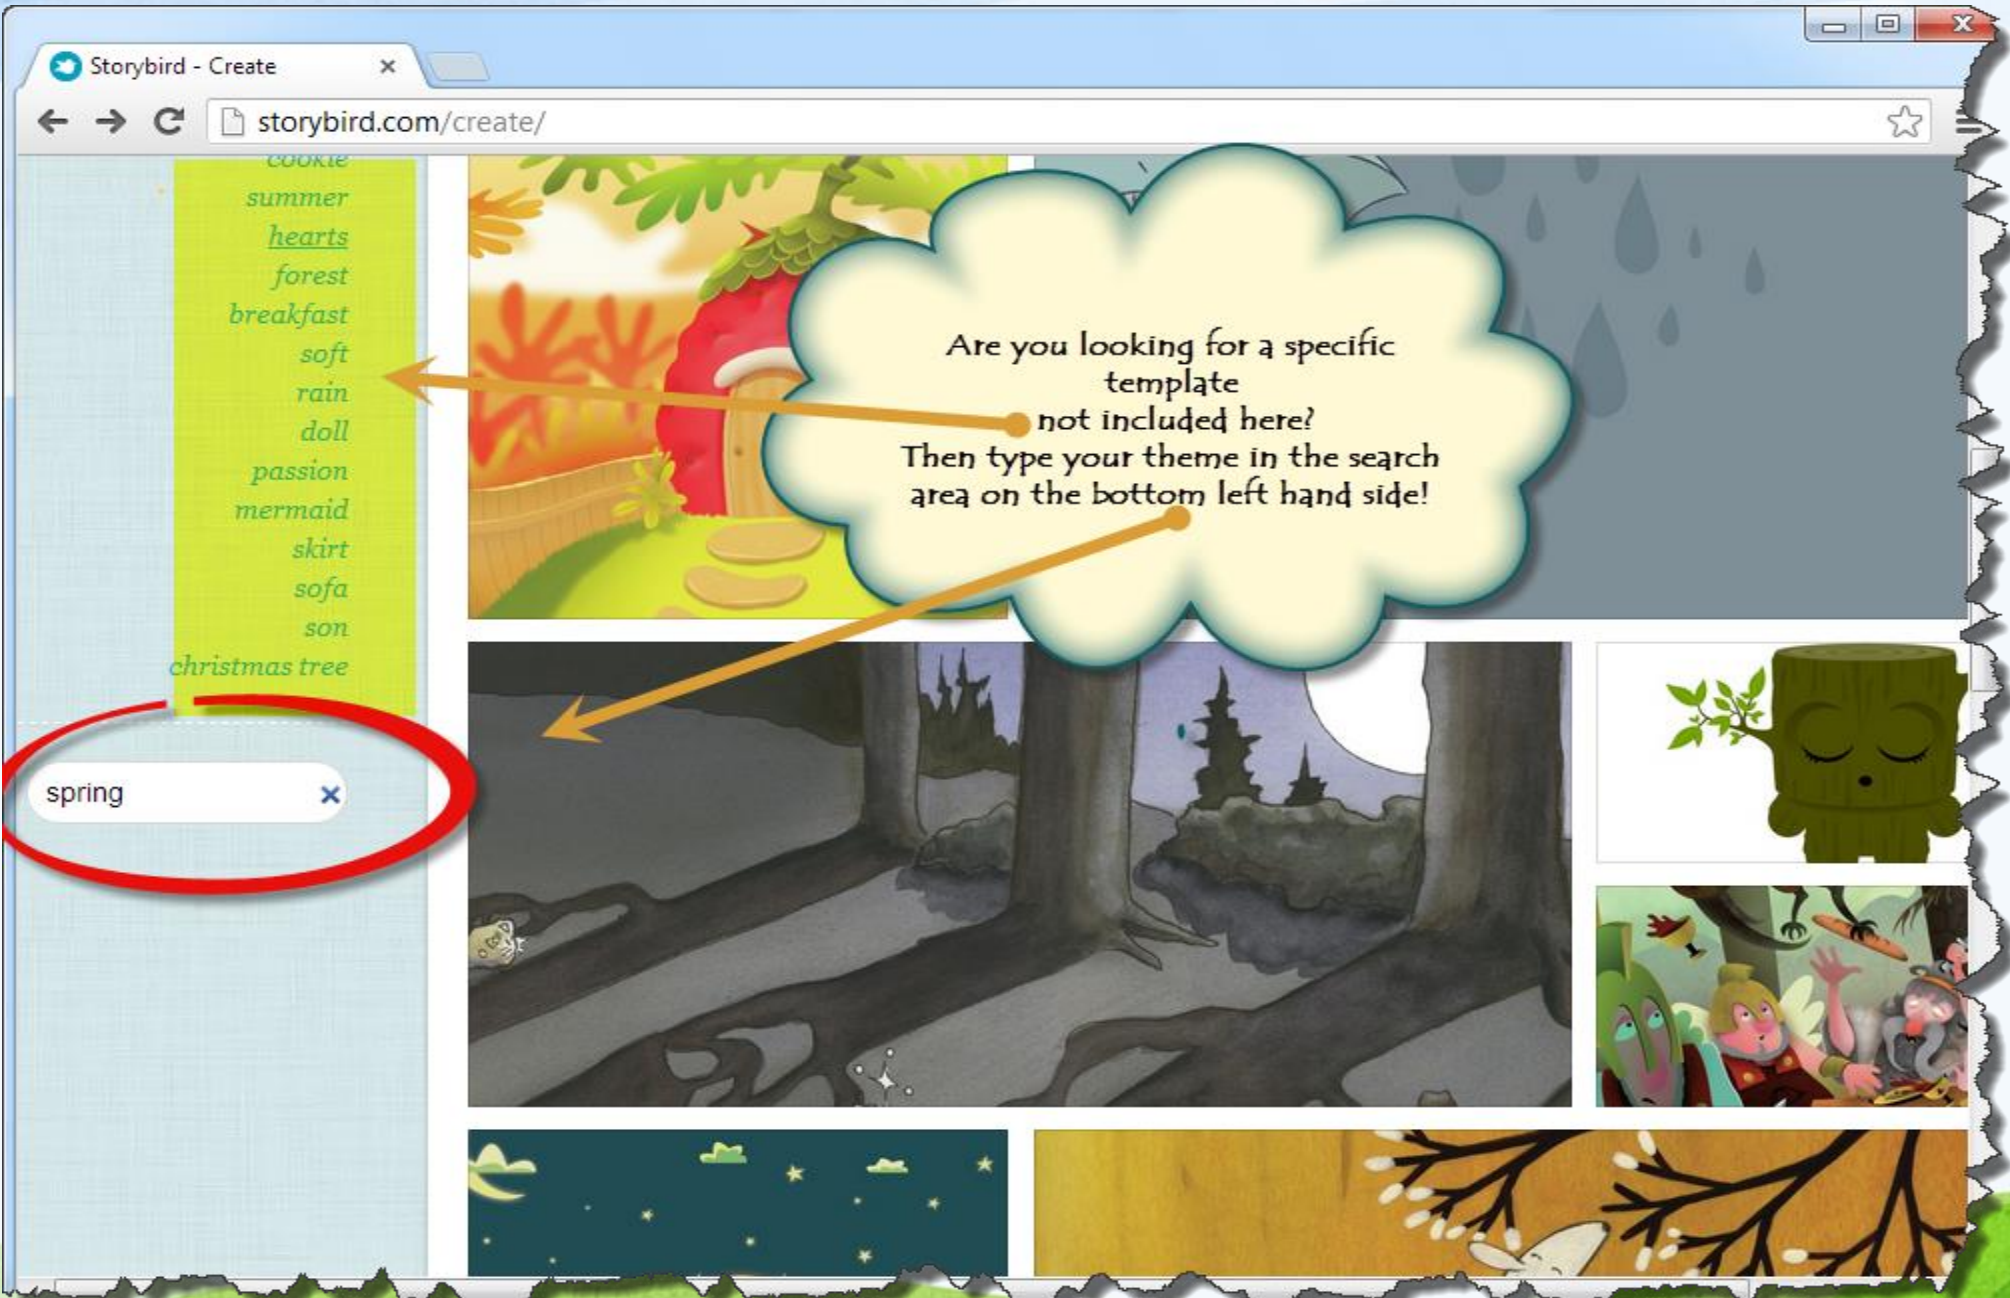 Storybird - Create
storybird.com/create/
cookie
summer
hearts
forest
breakfast
soft
rain
doll
passion
mermaid
skirt
sofa
son
christmas tree
spring
Are you looking for a specific
template
not included here?
Then type your theme in the search
area on the bottom left hand side!